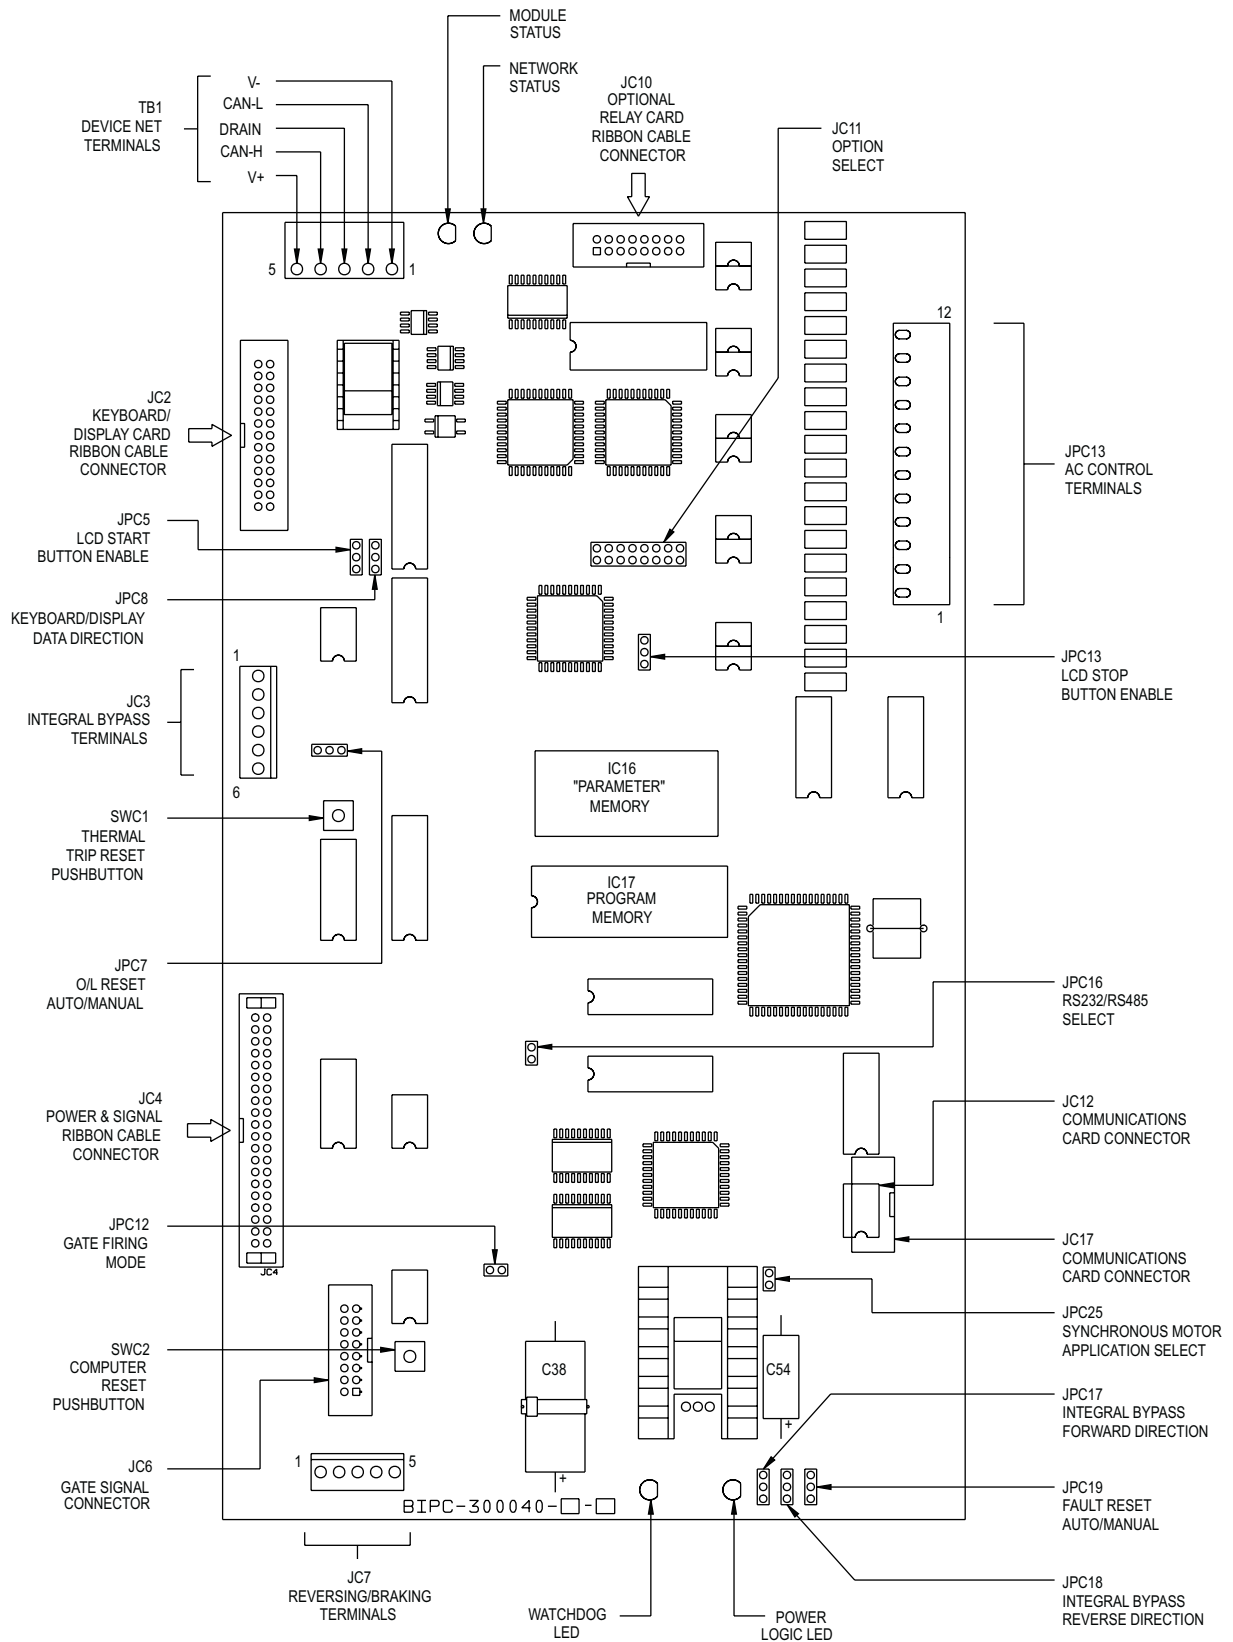 MODULE
STATUS
NETWORK
STATUS
TB1
DEVICE NET
TERMINALS
V-
CAN-L
DRAIN
CAN-H
V+
JC10
OPTIONAL
RELAY CARD
RIBBON CABLE
CONNECTOR
JC11
OPTION
SELECT
5
1
12
1
JC2
KEYBOARD/
DISPLAY CARD
RIBBON CABLE
CONNECTOR
JPC13
AC CONTROL
TERMINALS
JPC5
LCD START
BUTTON ENABLE
JPC8
KEYBOARD/DISPLAY
DATA DIRECTION
JPC13
LCD STOP
BUTTON ENABLE
1
JC3
INTEGRAL BYPASS
TERMINALS
6
IC16
"PARAMETER"
MEMORY
SWC1
THERMAL
TRIP RESET
PUSHBUTTON
IC17
PROGRAM
MEMORY
JPC7
O/L RESET
AUTO/MANUAL
JPC16
RS232/RS485
SELECT
JC4
POWER & SIGNAL
RIBBON CABLE
CONNECTOR
JC12
COMMUNICATIONS
CARD CONNECTOR
JPC12
GATE FIRING
MODE
JC4
JC17
COMMUNICATIONS
CARD CONNECTOR
JPC25
SYNCHRONOUS MOTOR
APPLICATION SELECT
SWC2
COMPUTER
RESET
PUSHBUTTON
C38
C54
+
+
JPC17
INTEGRAL BYPASS
FORWARD DIRECTION
JC6
GATE SIGNAL
CONNECTOR
1
5
BIPC-300040- -
JPC19
FAULT RESET
AUTO/MANUAL
JC7
REVERSING/BRAKING
TERMINALS
WATCHDOG
LED
POWER
LOGIC LED
JPC18
INTEGRAL BYPASS
REVERSE DIRECTION